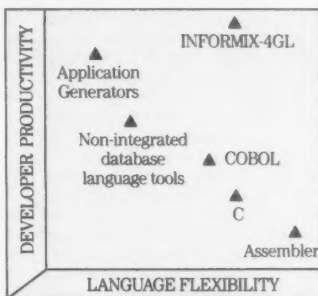 DEVELOPER PRODUCTIVITY
INFORMIX-4GL
Application
Generators
Non-integrated
database
language tools
COBOL
C
Assembler
LANGUAGE FLEXIBILITY